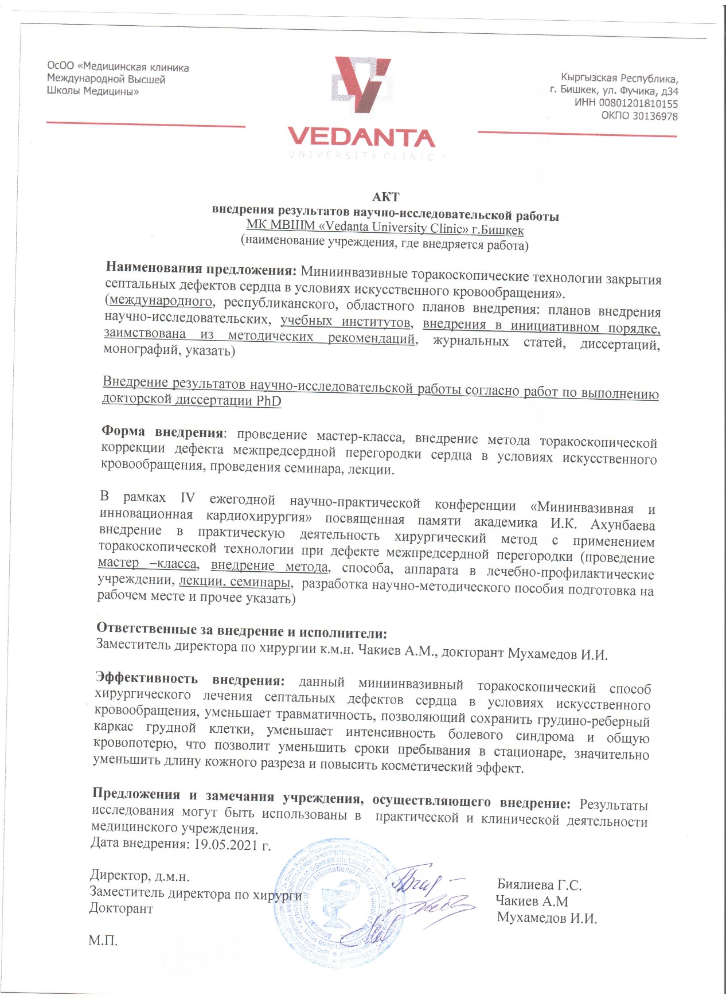 ОсОО «Медицинская клиника
Международной Высшей
Школы Медицины»
Кыргызская Республика,
г. Бишкек, ул. Фучика, д34
ИНН 00801201810155
ОКПО 30136978
VEDANTA
UNIVERSITY CLINIC
АКТ
внедрения результатов научно-исследовательской работы
МК МВШМ «Vedanta University Clinic» г.Бишкек
(наименование учреждения, где внедряется работа)
Наименования предложения: Миниинвазивные торакоскопические технологии закрытия
септальных дефектов сердца в условиях искусственного кровообращения».
(международного, республиканского, областного планов внедрения: планов внедрения
научно-исследовательских, учебных институтов, внедрения в инициативном порядке,
заимствована из методических рекомендаций, журнальных статей, диссертаций,
монографий, указать)
Внедрение результатов научно-исследовательской работы согласно работ по выполнению
докторской диссертации PhD
Форма внедрения: проведение мастер-класса, внедрение метода торакоскопической
коррекции дефекта межпредсердной перегородки сердца в условиях искусственного
кровообращения, проведения семинара, лекции.
В рамках IV ежегодной научно-практической конференции «Мининвазивная и
инновационная кардиохирургия» посвященная памяти академика И.К. Ахунбаева
внедрение в практическую деятельность хирургический метод с применением
торакоскопической технологии при дефекте межпредсердной перегородки (проведение
мастер –класса, внедрение метода, способа, аппарата в лечебно-профилактические
учреждении, лекции, семинары, разработка научно-методического пособия подготовка на
рабочем месте и прочее указать)
Ответственные за внедрение и исполнители:
Заместитель директора по хирургии к.м.н. Чакиев А.М., докторант Мухамедов И.И.
Эффективность внедрения: данный миниинвазивный торакоскопический способ
хирургического лечения септальных дефектов сердца в условиях искусственного
кровообращения, уменьшает травматичность, позволяющий сохранить грудино-реберный
каркас грудной клетки, уменьшает интенсивность болевого синдрома и общую
кровопотерю, что позволит уменьшить сроки пребывания в стационаре, значительно
уменьшить длину кожного разреза и повысить косметический эффект.
Предложения и замечания учреждения, осуществляющего внедрение: Результаты
исследования могут быть использованы в практической и клинической деятельности
медицинского учреждения.
Дата внедрения: 19.05.2021 г.
Директор, д.м.н. Биялиева Г.С.
Заместитель директора по хирурги Чакиев А.М
Докторант Мухамедов И.И.
М.П.
Medical Clinic of the International Higher School of